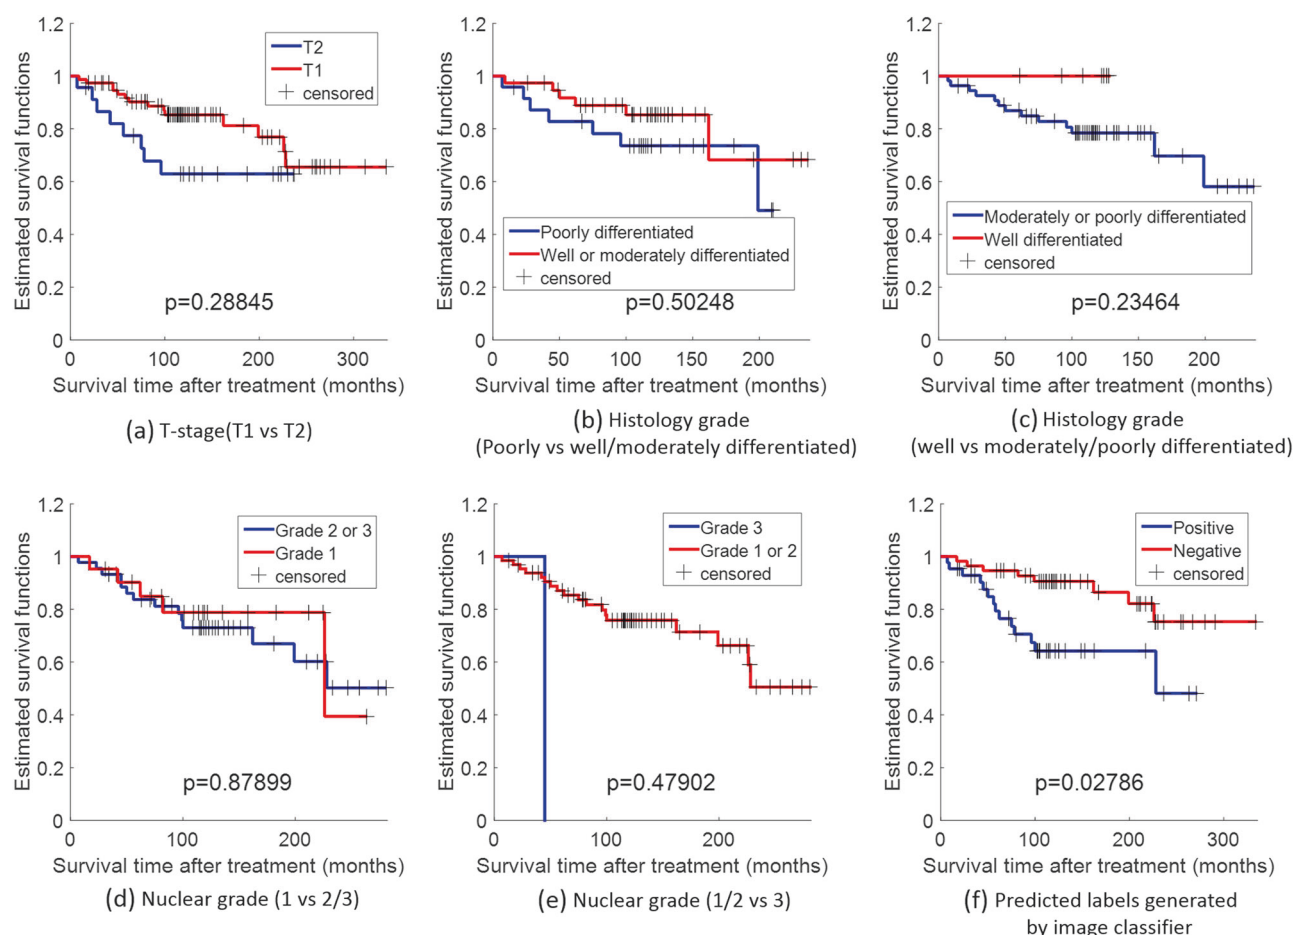 1.2
1
0.8
0.6
0.4
0.2
0
Estimated survival functions
T2
T1
censored
p=0.28845
0 100 200 300
Survival time after treatment (months)
(a) T-stage(T1 vs T2)
1.2
1
0.8
0.6
0.4
0.2
0
Estimated survival functions
Poorly differentiated
Well or moderately differentiated
censored
p=0.50248
0 50 100 150 200
Survival time after treatment (months)
(b) Histology grade
(Poorly vs well/moderately differentiated)
1.2
1
0.8
0.6
0.4
0.2
0
Estimated survival functions
Moderately or poorly differentiated
Well differentiated
censored
p=0.23464
0 50 100 150 200
Survival time after treatment (months)
(c) Histology grade
(well vs moderately/poorly differentiated)
1.2
1
0.8
0.6
0.4
0.2
0
Estimated survival functions
Grade 2 or 3
Grade 1
censored
p=0.87899
0 100 200
Survival time after treatment (months)
(d) Nuclear grade (1 vs 2/3)
1.2
1
0.8
0.6
0.4
0.2
0
Estimated survival functions
Grade 3
Grade 1 or 2
censored
p=0.47902
0 100 200
Survival time after treatment (months)
(e) Nuclear grade (1/2 vs 3)
1.2
1
0.8
0.6
0.4
0.2
0
Estimated survival functions
Positive
Negative
censored
p=0.02786
0 100 200 300
Survival time after treatment (months)
(f) Predicted labels generated
by image classifier